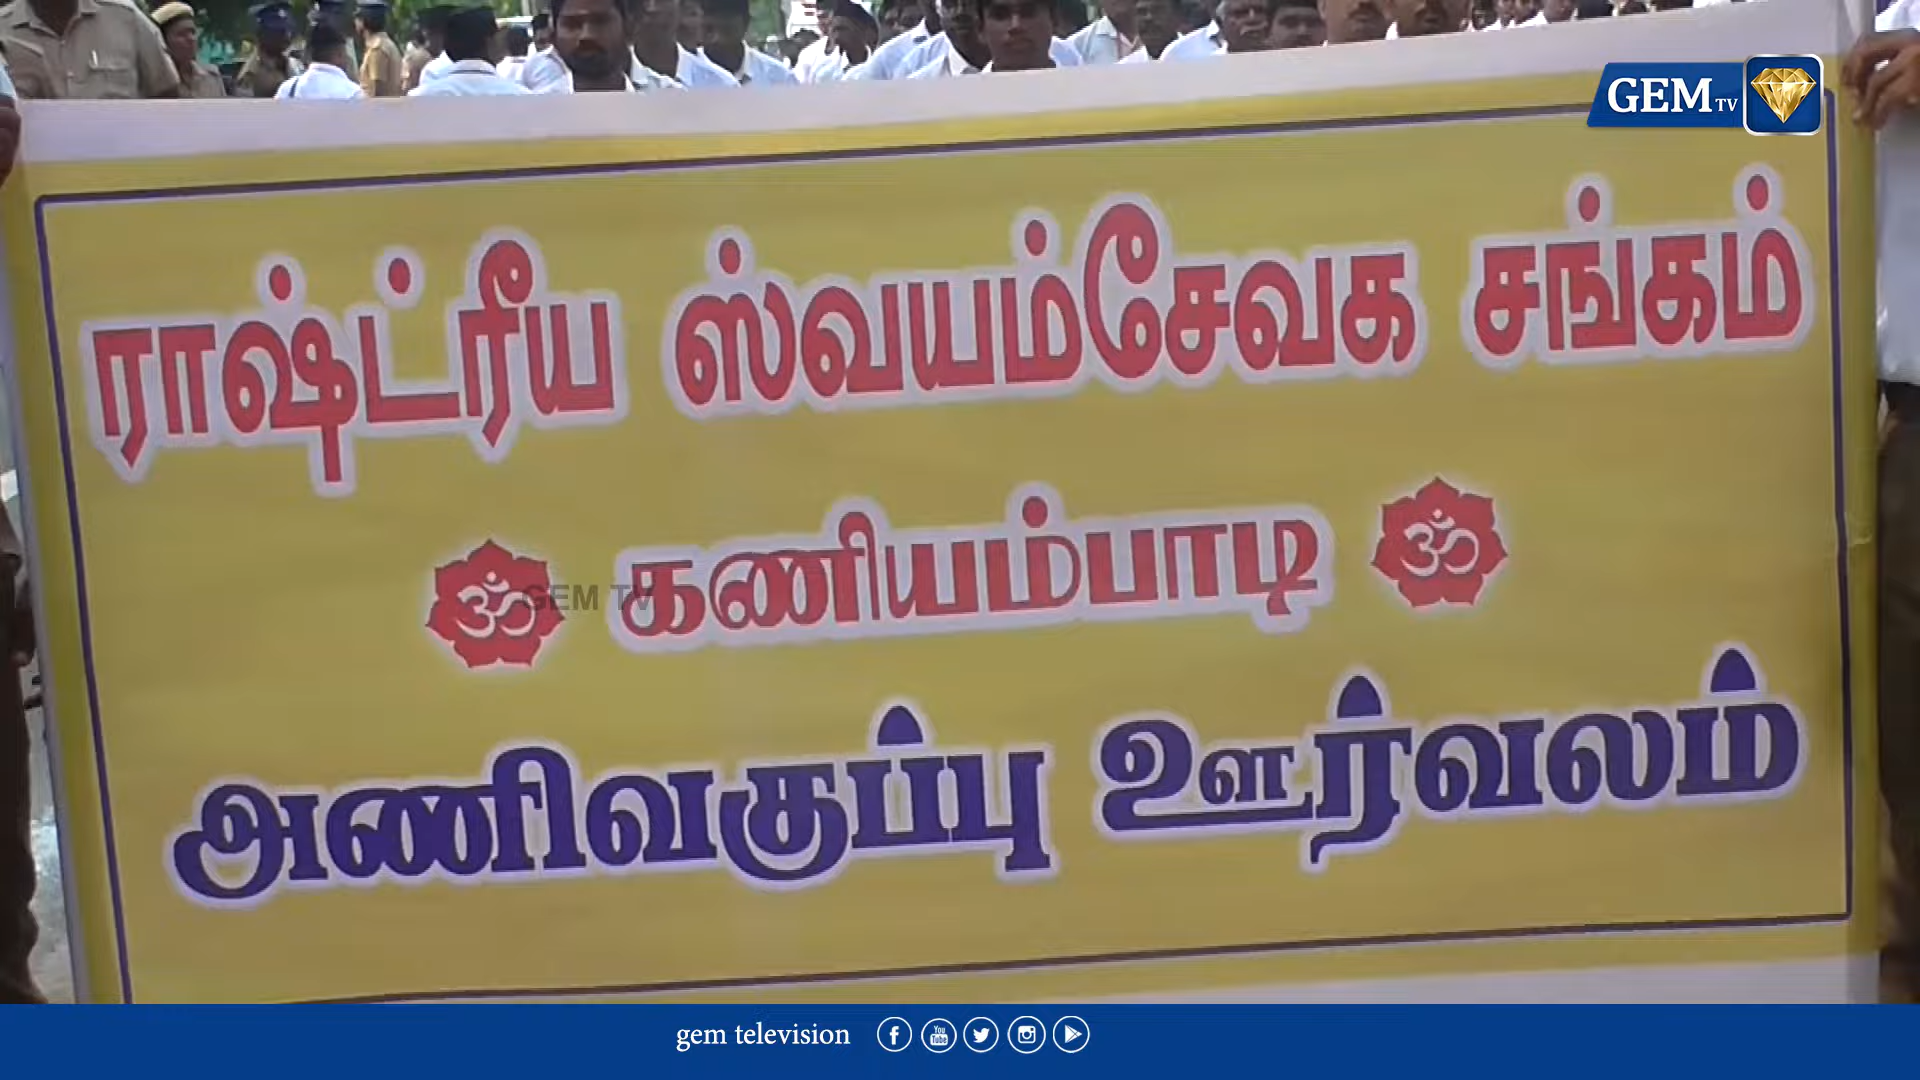 GEM TV
ராஷ்ட்ரீய ஸ்வயம்சேவக சங்கம்
ॐ கணியம்பாடி ॐ
GEM TV
அணிவகுப்பு ஊர்வலம்
gem television